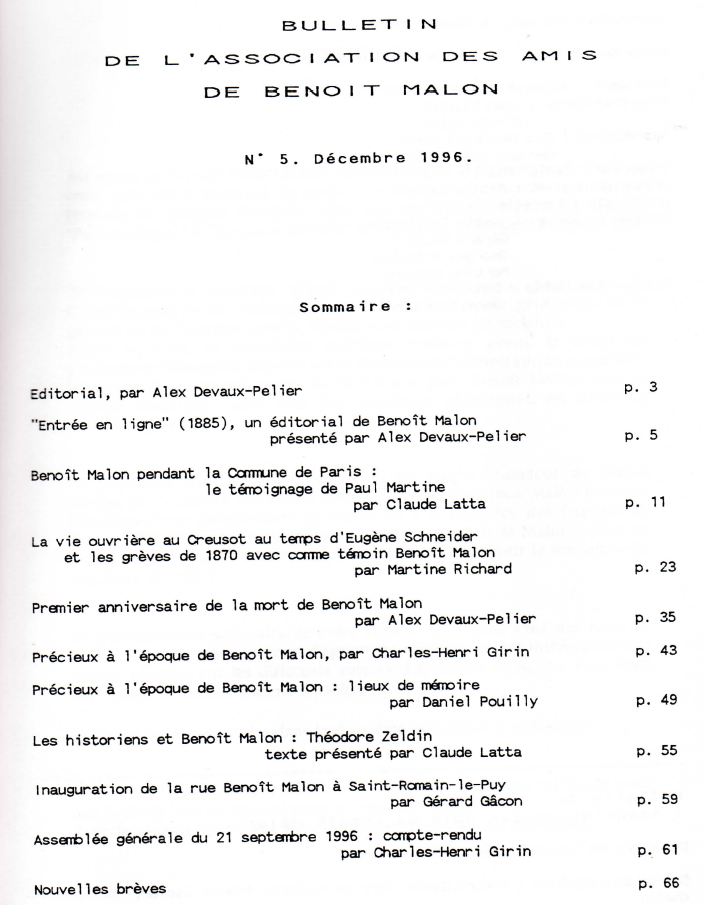 BULLETIN
DE L'ASSOCIATION DES AMIS
DE BENOIT MALON
N° 5. Décembre 1996.
Sommaire :
Editorial, par Alex Devaux-Pelier p. 3
"Entrée en ligne" (1885), un éditorial de Benoît Malon
présenté par Alex Devaux-Pelier p. 5
Benoît Malon pendant la Commune de Paris :
le témoignage de Paul Martine
par Claude Latta p. 11
La vie ouvrière au Creusot au temps d'Eugène Schneider
et les grèves de 1870 avec comme témoin Benoît Malon
par Martine Richard p. 23
Premier anniversaire de la mort de Benoît Malon
par Alex Devaux-Pelier p. 35
Précieux à l'époque de Benoît Malon, par Charles-Henri Girin p. 43
Précieux à l'époque de Benoît Malon : lieux de mémoire
par Daniel Pouilly p. 49
Les historiens et Benoît Malon : Théodore Zeldin
texte présenté par Claude Latta p. 55
Inauguration de la rue Benoît Malon à Saint-Romain-le-Puy
par Gérard Gâcon p. 59
Assemblée générale du 21 septembre 1996 : compte-rendu
par Charles-Henri Girin p. 61
Nouvelles brèves p. 66